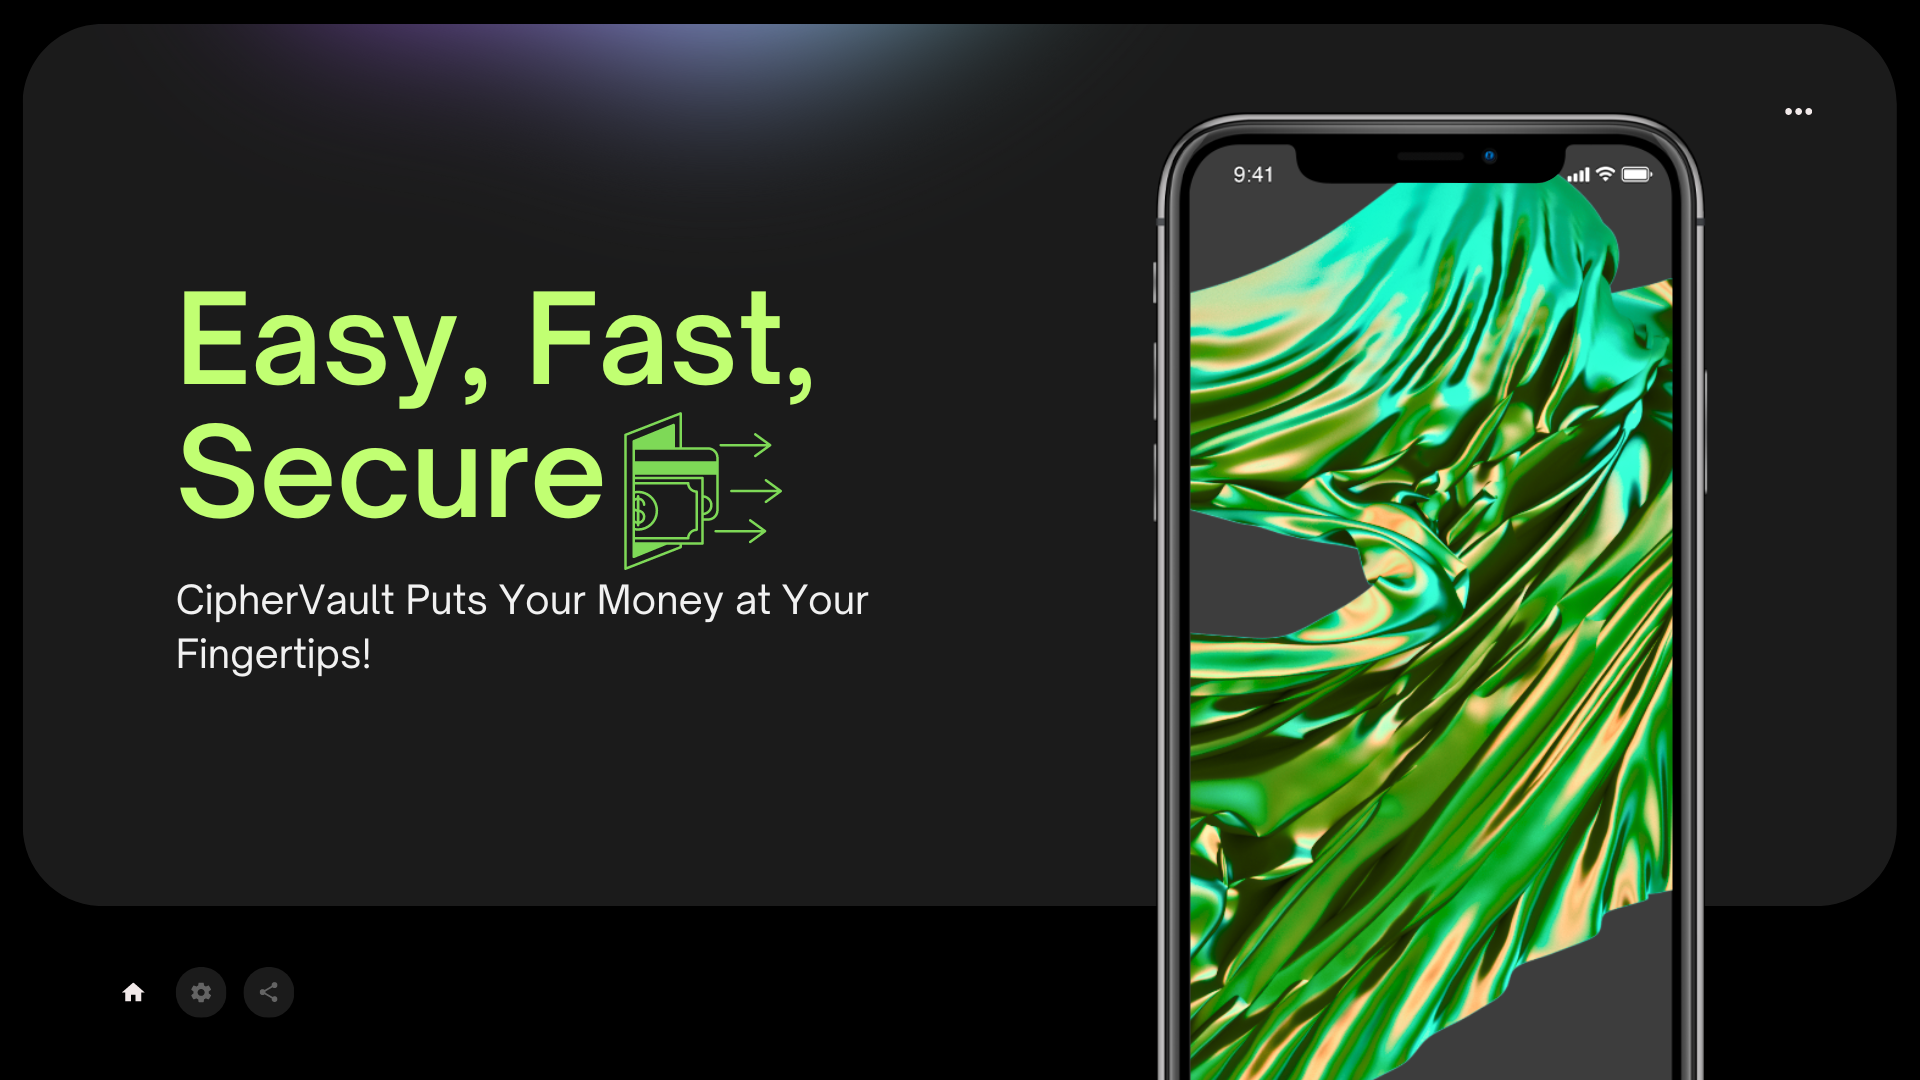 9:41
Easy, Fast,
Secure
$
CipherVault Puts Your Money at Your
Fingertips!